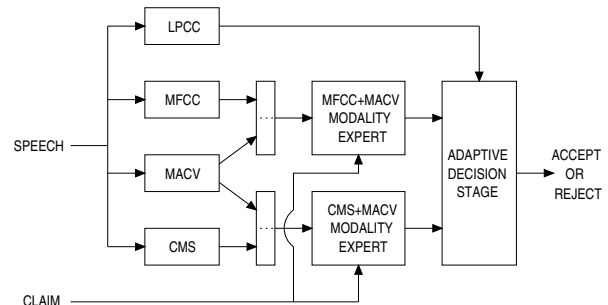 LPCC
MFCC
MACV
CMS
SPEECH
CLAIM
...
...
MFCC+MACV
MODALITY
EXPERT
CMS+MACV
MODALITY
EXPERT
ADAPTIVE
DECISION
STAGE
ACCEPT
OR
REJECT